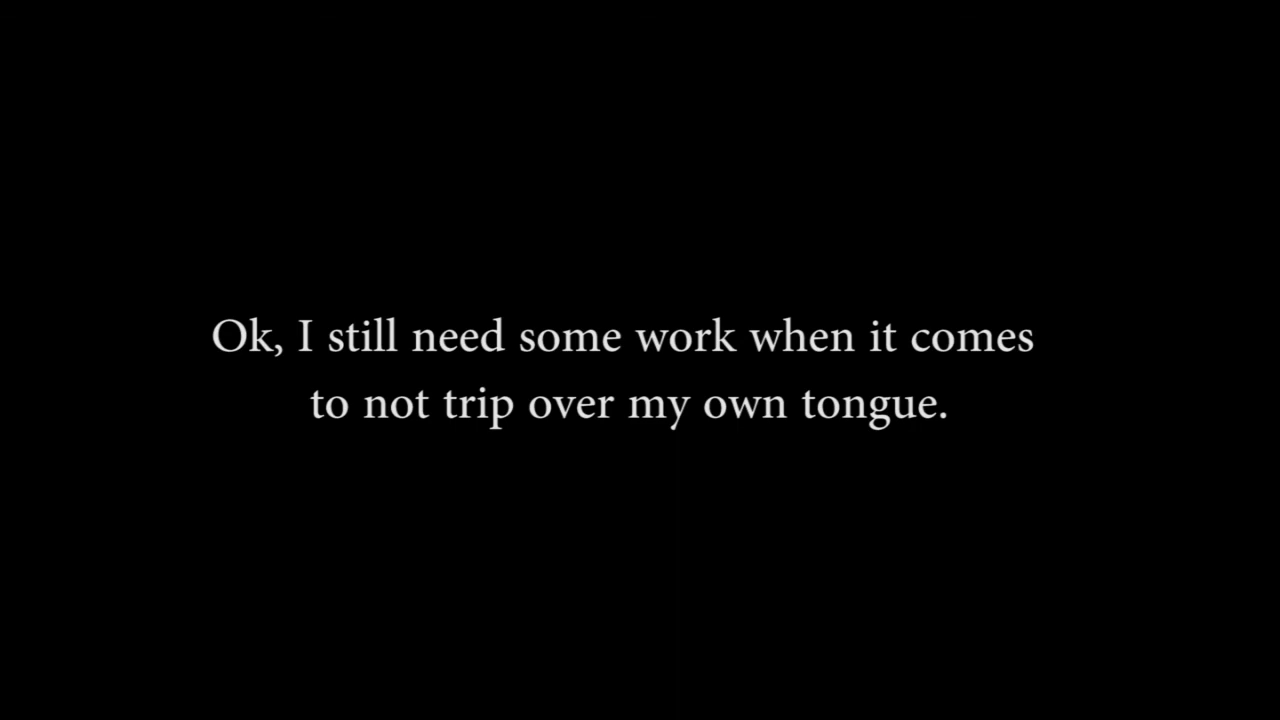 Ok, I still need some work when it comes
to not trip over my own tongue.